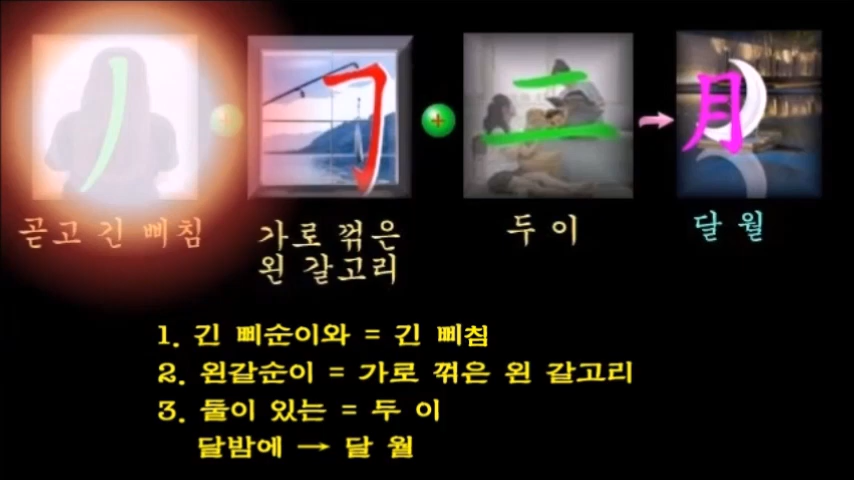 丿 + 𠃌 + 二 → 月
곧고 긴 삐침
가로 꺾은
왼 갈고리
두 이
달 월
1. 긴 삐순이와 = 긴 삐침
2. 왼갈순이 = 가로 꺾은 왼 갈고리
3. 둘이 있는 = 두 이
달밤에 → 달 월